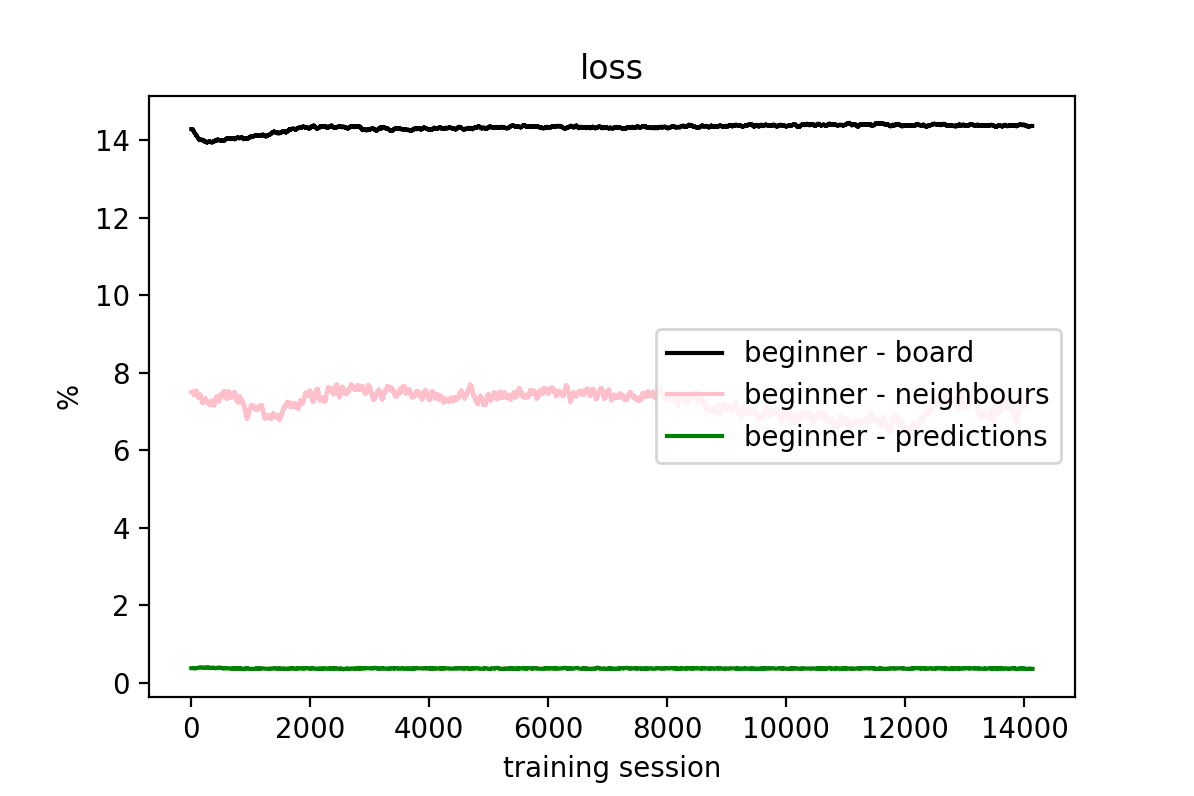 loss
14
12
10
8
6
4
2
0
%
beginner - board
beginner - neighbours
beginner - predictions
0 2000 4000 6000 8000 10000 12000 14000
training session